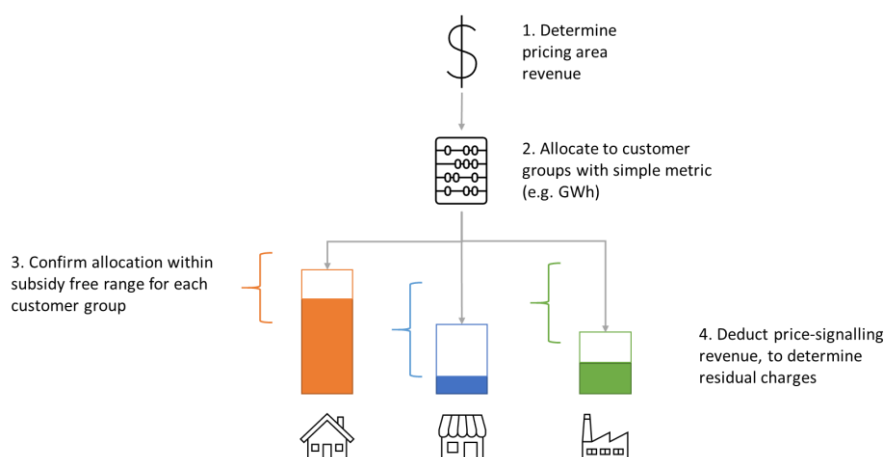 1. Determine
pricing area
revenue
2. Allocate to customer
groups with simple metric
(e.g. GWh)
3. Confirm allocation within
subsidy free range for each
customer group
4. Deduct price-signalling
revenue, to determine
residual charges